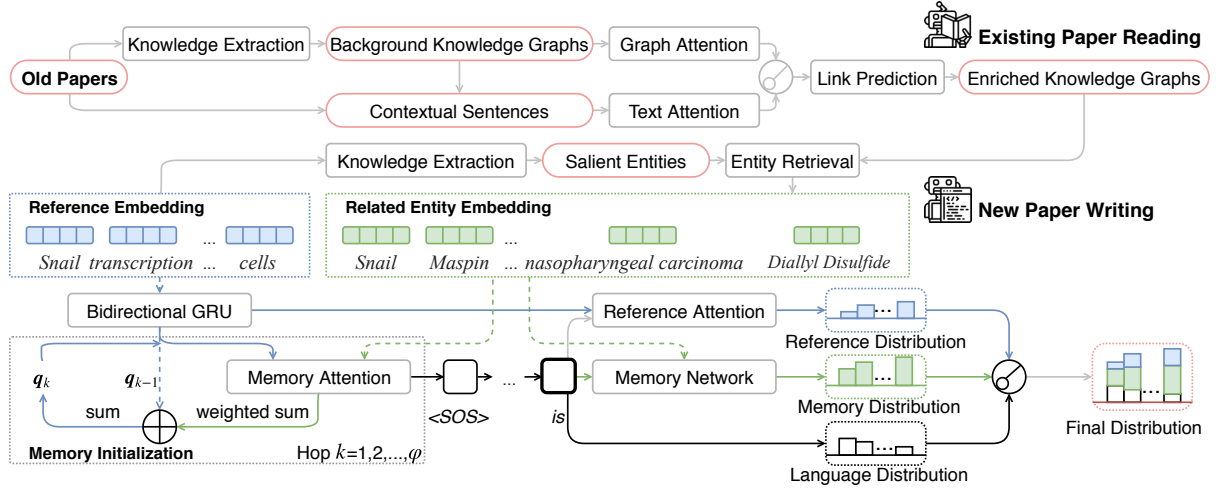 Old Papers
Knowledge Extraction
Background Knowledge Graphs
Graph Attention
Existing Paper Reading
Link Prediction
Enriched Knowledge Graphs
Contextual Sentences
Text Attention
Knowledge Extraction
Salient Entities
Entity Retrieval
New Paper Writing
Reference Embedding
...
Snail transcription ... cells
Related Entity Embedding
...
Snail Maspin ... nasopharyngeal carcinoma Diallyl Disulfide
Bidirectional GRU
Reference Attention
...
Reference Distribution
q_k
q_{k-1}
Memory Attention
...
<SOS>
is
Memory Network
...
Memory Distribution
sum
weighted sum
Memory Initialization
Hop k=1,2,...,φ
...
Language Distribution
...
Final Distribution